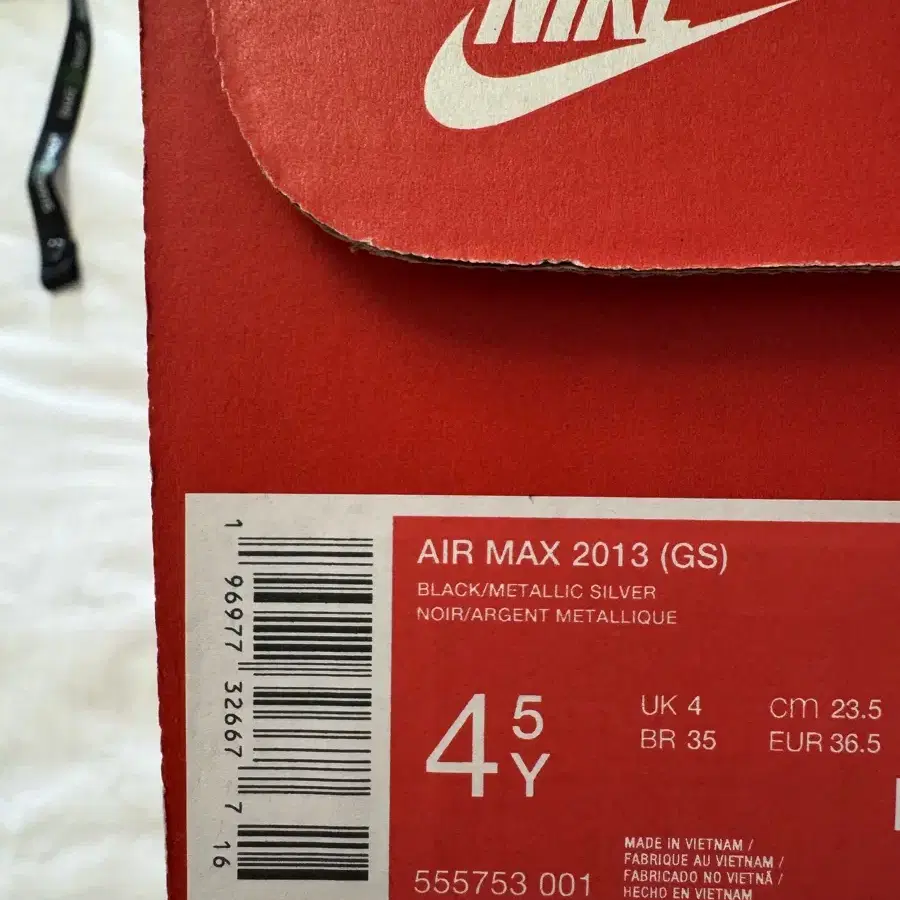 NIKE
AIR MAX 2013 (GS)
BLACK/METALLIC SILVER
NOIR/ARGENT METALLIQUE
4 5 Y
UK 4
cm 23.5
BR 35
EUR 36.5
MADE IN VIETNAM /
FABRIQUE AU VIETNAM /
FABRICADO NO VIETNÃ /
HECHO EN VIETNAM
555753 001
1 96977 32667 7 16